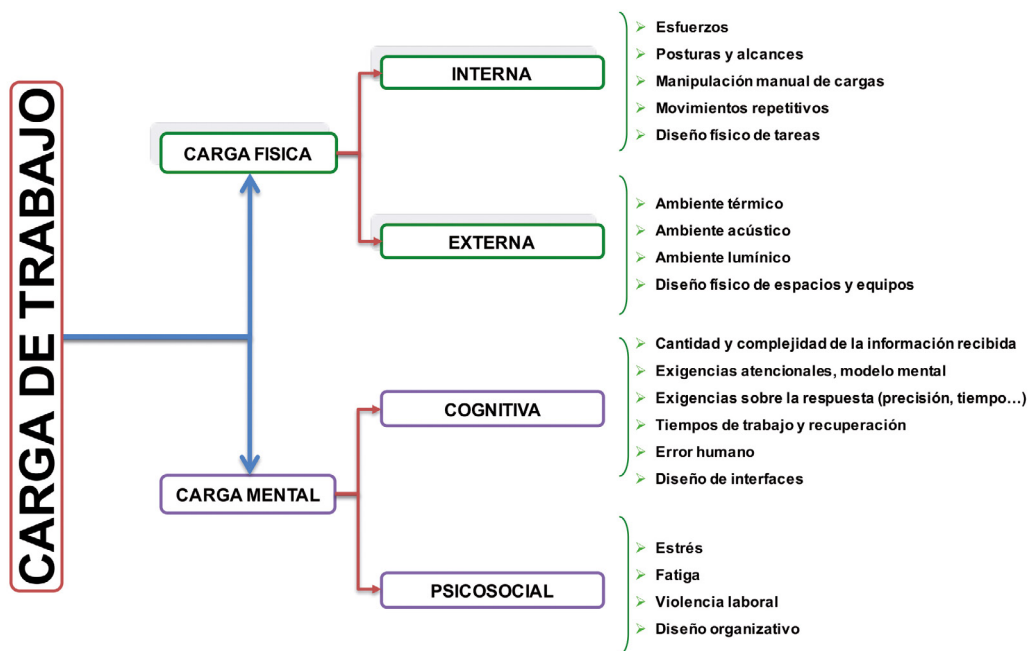 CARGA DE TRABAJO
CARGA FISICA
INTERNA
Esfuerzos
Posturas y alcances
Manipulación manual de cargas
Movimientos repetitivos
Diseño físico de tareas
EXTERNA
Ambiente térmico
Ambiente acústico
Ambiente lumínico
Diseño físico de espacios y equipos
CARGA MENTAL
COGNITIVA
Cantidad y complejidad de la información recibida
Exigencias atencionales, modelo mental
Exigencias sobre la respuesta (precisión, tiempo…)
Tiempos de trabajo y recuperación
Error humano
Diseño de interfaces
PSICOSOCIAL
Estrés
Fatiga
Violencia laboral
Diseño organizativo